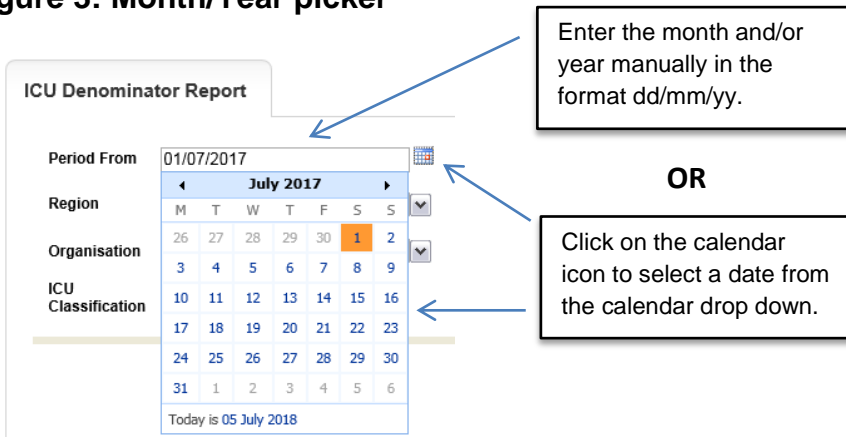 gure 3: Month/Year picker
Enter the month and/or
year manually in the
format dd/mm/yy.
ICU Denominator Report
Period From 01/07/2017
OR
July 2017
Region
M T W T F S S
26 27 28 29 30 1 2
Organisation
3 4 5 6 7 8 9
ICU
Classification
10 11 12 13 14 15 16
17 18 19 20 21 22 23
24 25 26 27 28 29 30
31 1 2 3 4 5 6
Today is 05 July 2018
Click on the calendar
icon to select a date from
the calendar drop down.